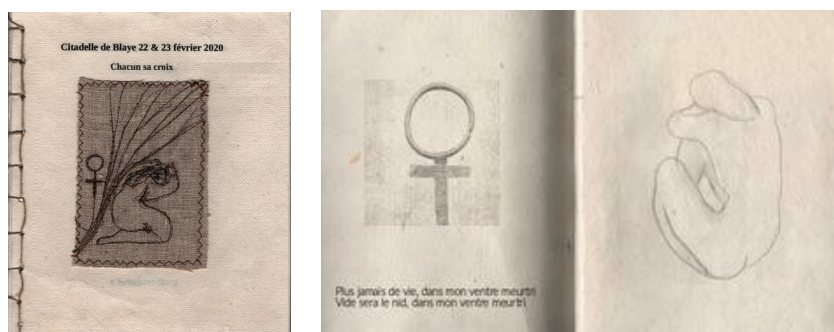 Citadelle de Blaye 22 & 23 février 2020
Chacun sa croix
Plus jamais de vie, dans mon ventre meurtri
Vide sera le nid, dans mon ventre meurtri